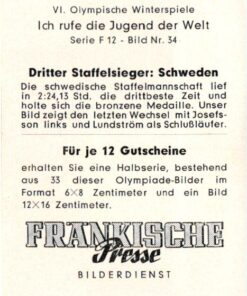 VI. Olympische Winterspiele
Ich rufe die Jugend der Welt
Serie F 12 - Bild Nr. 34
Dritter Staffelsieger: Schweden
Die schwedische Staffelmannschaft lief
in 2:24,13 Std. die drittbeste Zeit und
holte sich die bronzene Medaille. Unser
Bild zeigt den letzten Wechsel mit Josefs-
son links und Lundström als Schlußläufer.
Für je 12 Gutscheine
erhalten Sie eine Halbserie, bestehend
aus 33 dieser Olympiade-Bilder im
Format 6×8 Zentimeter und ein Bild
12×16 Zentimeter.
FRÄNKISCHE
Presse
BILDERDIENST